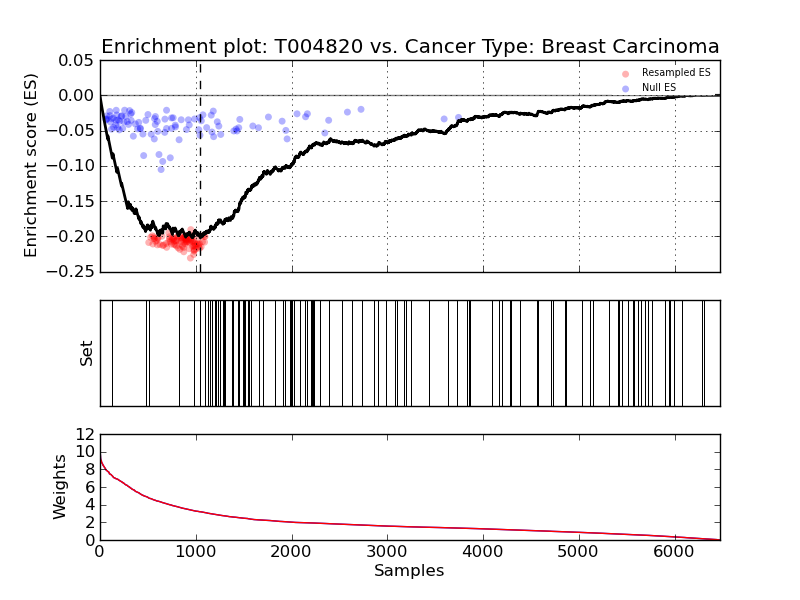 Enrichment plot: T004820 vs. Cancer Type: Breast Carcinoma
Enrichment score (ES)
0.05
0.00
−0.05
−0.10
−0.15
−0.20
−0.25
Resampled ES
Null ES
Set
Weights
12
10
8
6
4
2
0
0 1000 2000 3000 4000 5000 6000
Samples